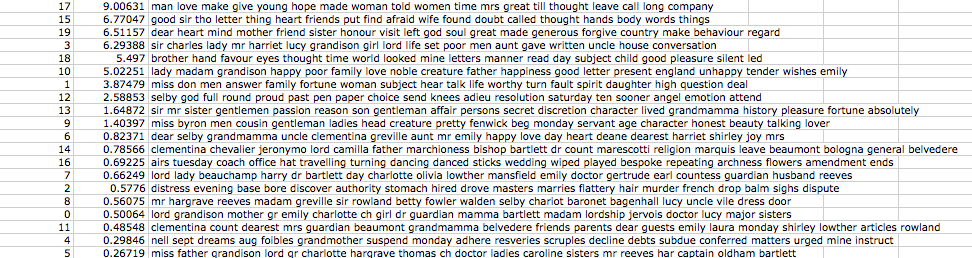 17 9.00631 man love make give young hope made woman told women time mrs great till thought leave call long company
15 6.77047 good sir tho letter thing heart friends put find afraid wife found doubt called thought hands body words things
19 6.51157 dear heart mind mother friend sister honour visit left god soul great made generous forgive country make behaviour regard
3 6.29388 sir charles lady mr harriet lucy grandison girl lord life set poor men aunt gave written uncle house conversation
18 5.497 brother hand favour eyes thought time world looked mine letters manner read day subject child good pleasure silent led
10 5.02251 lady madam grandison happy poor family love noble creature father happiness good letter present england unhappy tender wishes emily
1 3.87479 miss don men answer family fortune woman subject hear talk life worthy turn fault spirit daughter high question deal
12 2.58853 selby god full round proud past pen paper choice send knees adieu resolution saturday ten sooner angel emotion attend
13 1.64872 sir mr sister gentlemen passion reason son gentleman affair persons secret discretion character lived grandmamma history pleasure fortune absolutely
9 1.40397 miss byron men cousin gentleman ladies head creature pretty fenwick beg monday servant age character honest beauty talking lover
6 0.82371 dear selby grandmamma uncle clementina greville aunt mr emily happy love day heart deane dearest harriet shirley joy mrs
14 0.78566 clementina chevalier jeronymo lord camilla father marchioness bishop bartlett dr count marescotti religion marquis leave beaumont bologna general belvedere
16 0.69225 airs tuesday coach office hat travelling turning dancing danced sticks wedding wiped played bespoke repeating archness flowers amendment ends
7 0.66249 lord lady beauchamp harry dr bartlett day charlotte olivia lowther mansfield emily doctor gertrude earl countess guardian husband reeves
2 0.5776 distress evening base bore discover authority stomach hired drove masters marries flattery hair murder french drop balm sighs dispute
8 0.56075 mr hargrave reeves madam greville sir rowland betty fowler walden selby chariot baronet bagenhall lucy uncle vile dress door
0 0.50064 lord grandison mother gr emily charlotte ch girl dr guardian mamma bartlett madam lordship jervois doctor lucy major sisters
11 0.48548 clementina count dearest mrs guardian beaumont grandmamma belvedere friends parents dear guests emily laura monday shirley lowther articles rowland
4 0.29846 nell sept dreams aug foibles grandmother suspend monday adhere resveries scruples decline debts subdue conferred matters urged mine instruct
5 0.26719 miss father grandison lord gr charlotte hargrave thomas ch doctor ladies caroline sisters mr reeves har captain oldham bartlett